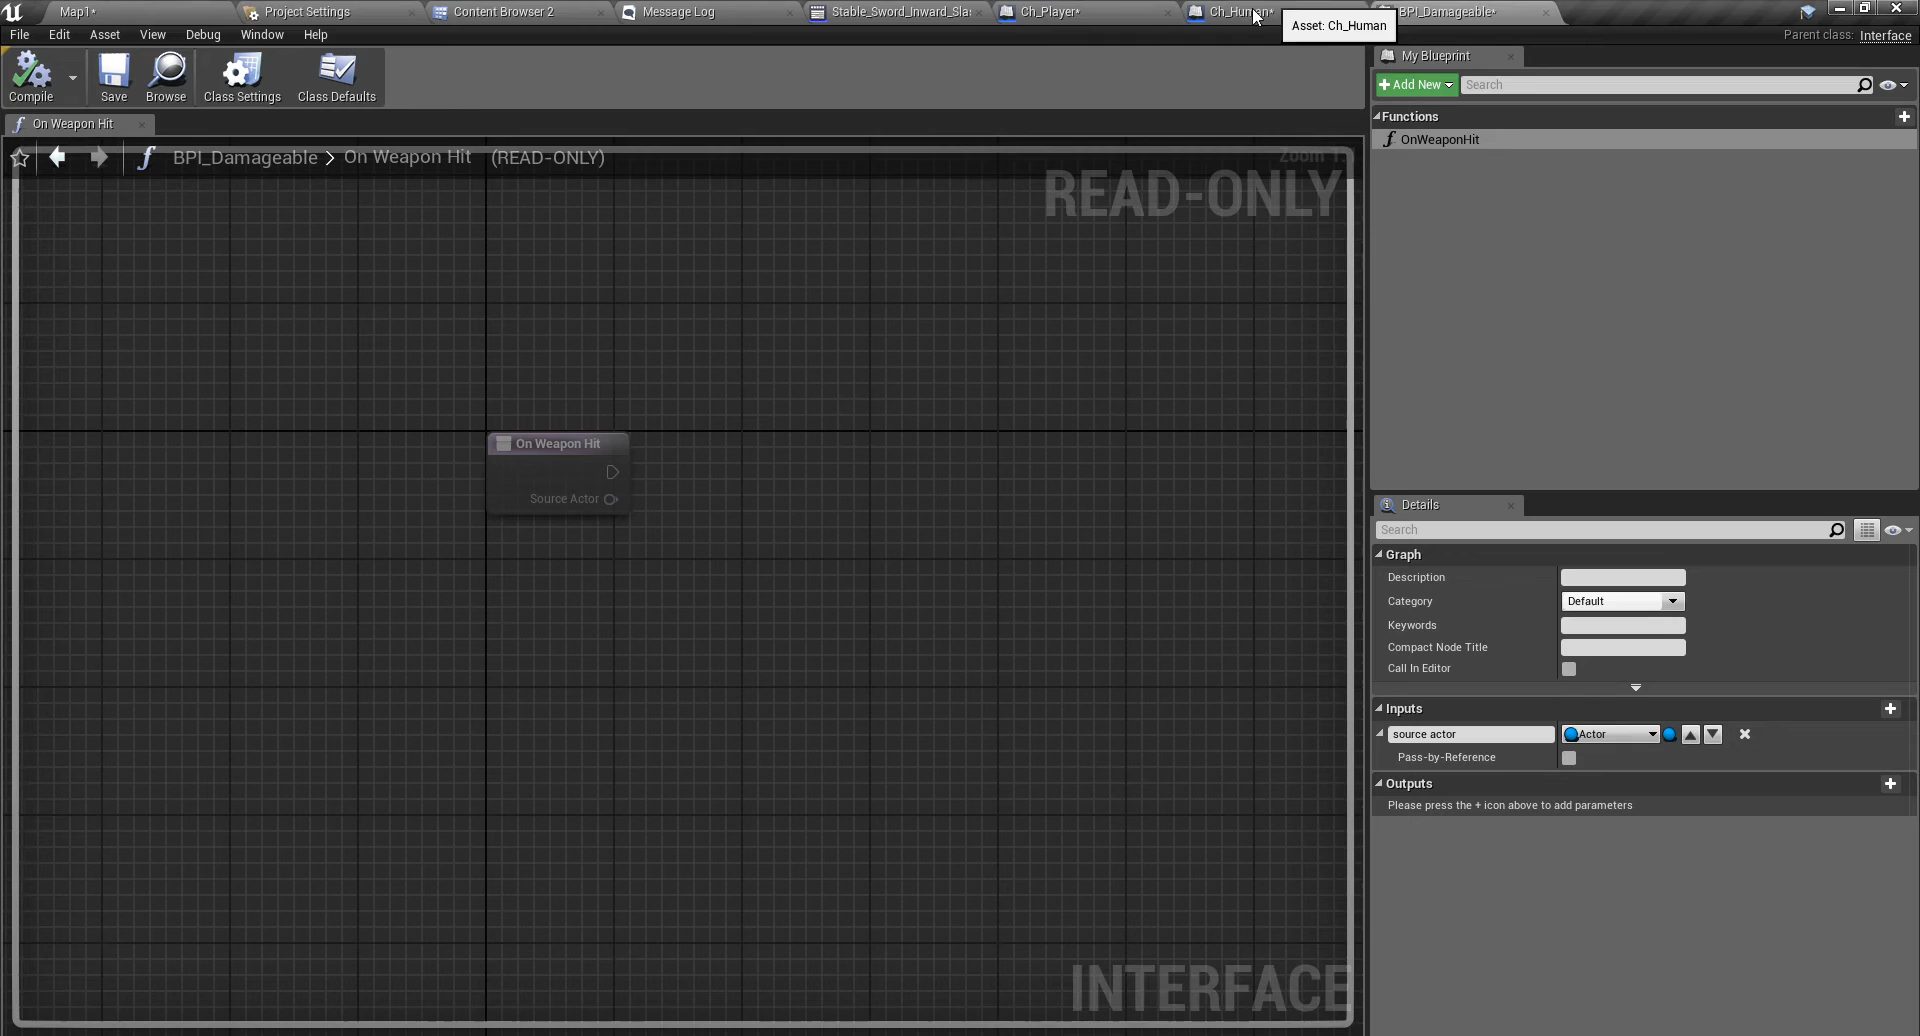 Map1*
Project Settings
Content Browser 2
Message Log
Stable_Sword_Inward_Sla
Ch_Player*
Ch_Hum n*
BPI_Damageable*
Asset: Ch_Human
File Edit Asset View Debug Window Help
Parent class: Interface
Compile
Save
Browse
Class Settings
Class Defaults
My Blueprint
Add New
Search
Functions
OnWeaponHit
On Weapon Hit
BPI_Damageable > On Weapon Hit (READ-ONLY)
Zoom 1:1
READ-ONLY
On Weapon Hit
Source Actor
INTERFACE
Details
Search
Graph
Description
Category Default
Keywords
Compact Node Title
Call In Editor
Inputs
source actor Actor
Pass-by-Reference
Outputs
Please press the + icon above to add parameters